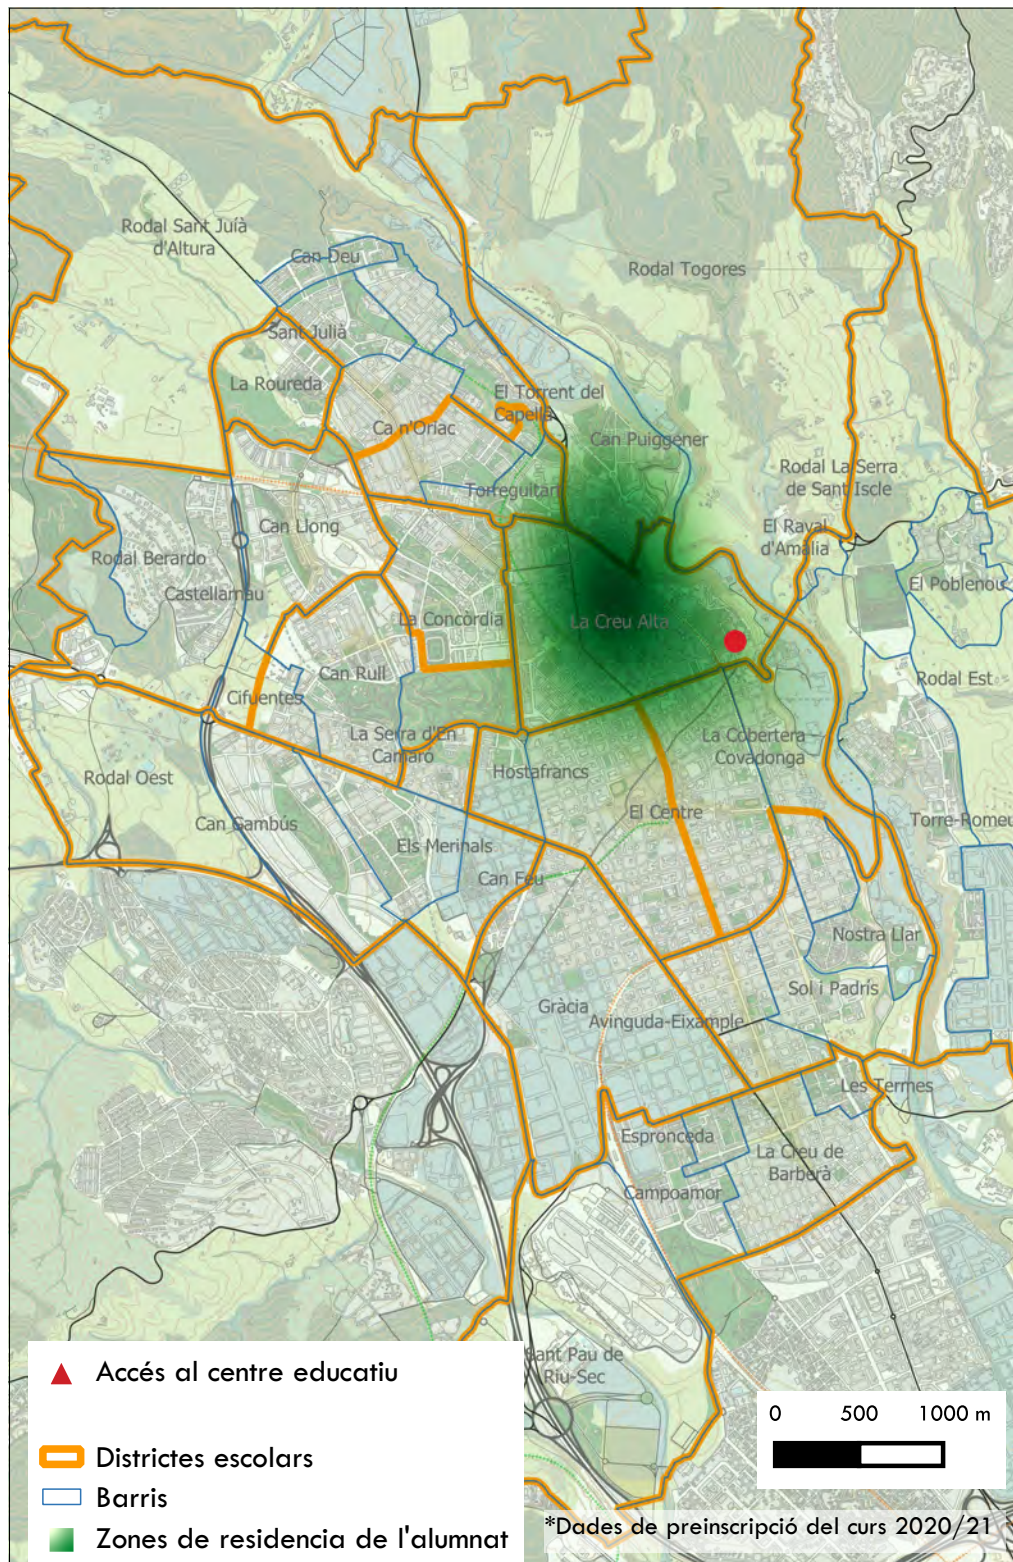 Rodal Sant Juíà
d'Altura
Can Deu
Rodal Togores
Sant Julià
La Roureda
El Torrent del
Capella
Ca n'Oriac
Can Puiggener
Rodal La Serra
de Sant Iscle
Torreguitart
Can Llong
El Raval
d'Amàlia
Rodal Berardo
El Poblenou
Castellarnau
La Concòrdia
La Creu Alta
Can Rull
Rodal Est
Cifuentes
La Serra d'En
Camaró
La Cobertera
Covadonga
Hostafrancs
Rodal Oest
El Centre
Can Gambús
Torre-Romeu
Els Merinals
Can Feu
Nostra Llar
Sol i Padrís
Gràcia
Avinguda-Eixample
Les Termes
Espronceda
La Creu de
Barberà
Campoamor
Sant Pau de
Riu-Sec
Accés al centre educatiu
Districtes escolars
Barris
Zones de residencia de l'alumnat
0 500 1000 m
*Dades de preinscripció del curs 2020/21